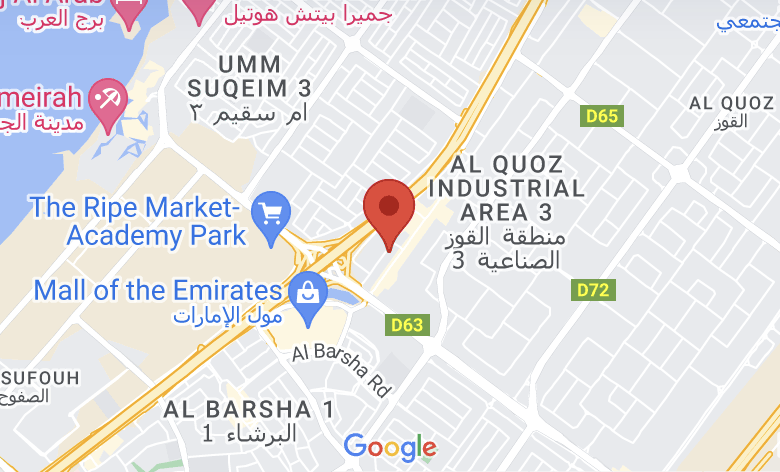 جميرا بيتش هوتيل
برج العرب
جتمعي
UMM
SUQEIM 3
ام سقيم ٣
meirah
مدينة الج
D65
AL QUOZ
القوز
AL QUOZ
INDUSTRIAL
AREA 3
منطقة القوز
الصناعية 3
The Ripe Market-
Academy Park
Mall of the Emirates
مول الإمارات
D72
D63
Al Barsha Rd
SUFOUH
الصفوح
AL BARSHA 1
البرشاء 1
Google